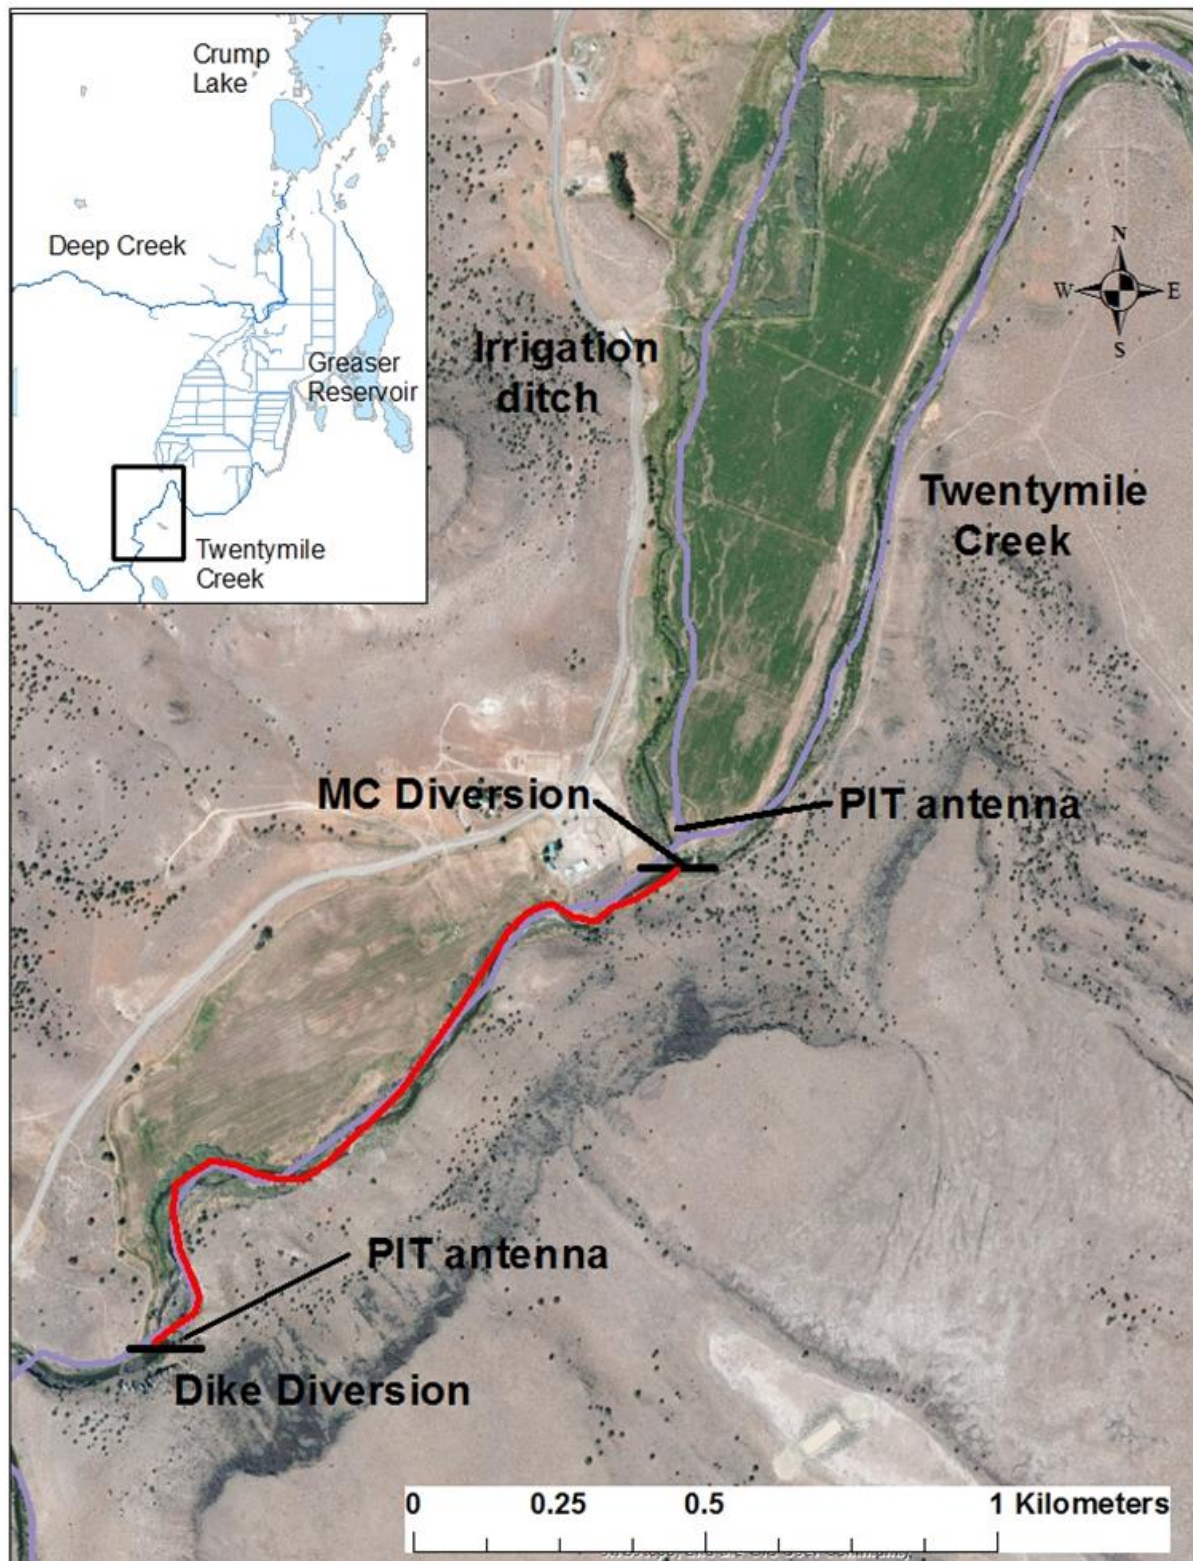 Crump
Lake
Deep Creek
Greaser
Reservoir
Twentymile
Creek
N
W E
S
Irrigation
ditch
Twentymile
Creek
MC Diversion
PIT antenna
PIT antenna
Dike Diversion
0 0.25 0.5 1 Kilometers